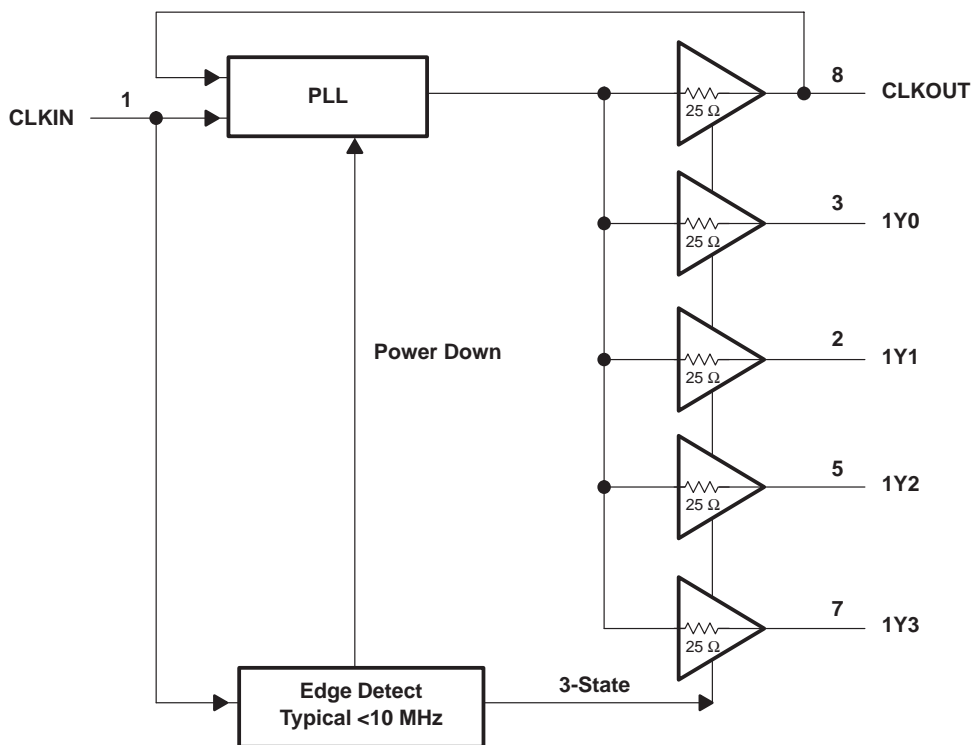 8
CLKOUT
PLL
1
CLKIN
25 Ω
3
1Y0
25 Ω
2
1Y1
Power Down
25 Ω
5
1Y2
25 Ω
7
1Y3
25 Ω
3-State
Edge Detect
Typical <10 MHz